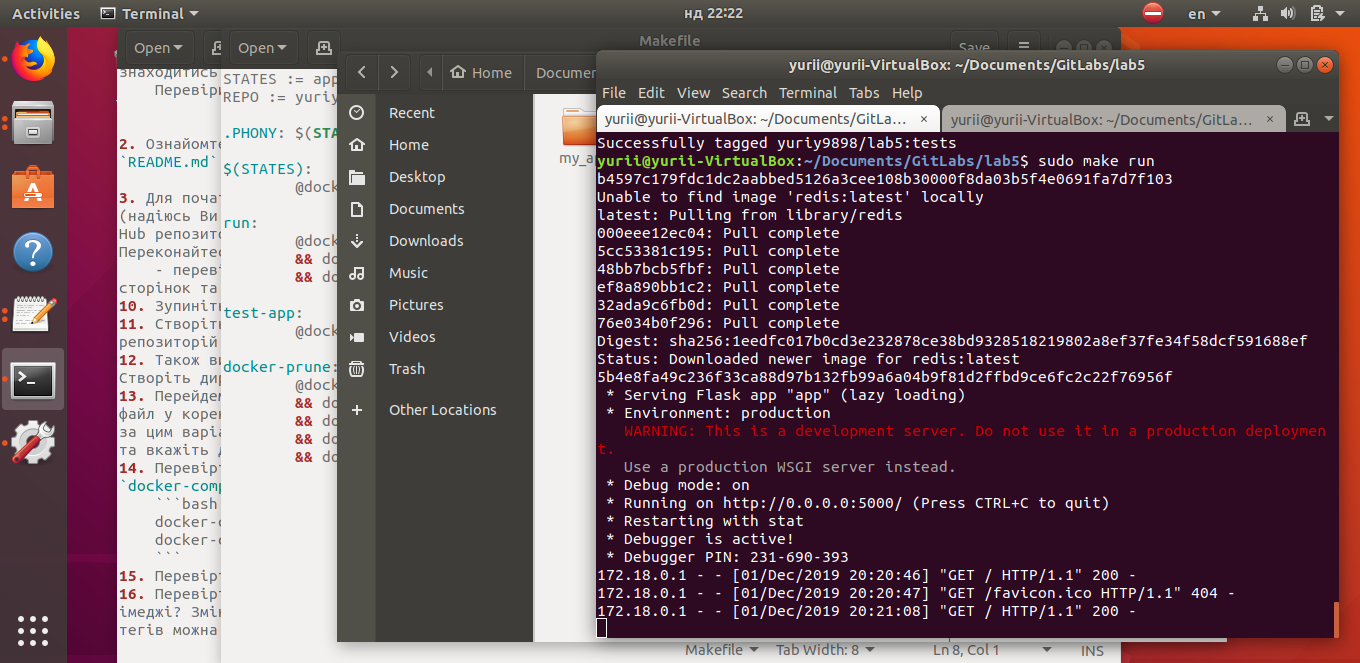 Activities
Terminal
нд 22:22
en
Open
Open
Makefile
Save
знаходитись
Перевіри
2. Ознайомте
`README.md`
3. Для почат
(надіюсь Ви
Hub репозито
Переконайтес
- переві
сторінок та
10. Зупиніть
11. Створіть
репозиторій
12. Також ви
Створіть дир
13. Перейдем
файл у корен
за цим варіа
та вкажіть д
14. Перевірт
`docker-comp
```bash
docker-c
docker-c
```
15. Перевірт
16. Перевірт
імеджі? Змін
тегів можна
STATES := app
REPO := yuriy
.PHONY: $(STA
$(STATES):
@dock
run:
@dock
&& do
&& do
test-app:
@dock
docker-prune:
@dock
&& do
&& do
&& do
&& do
Makefile
Tab Width: 8
Ln 8, Col 1
INS
Home
Documen
Recent
Home
Desktop
Documents
Downloads
Music
Pictures
Videos
Trash
Other Locations
my_a
yurii@yurii-VirtualBox: ~/Documents/GitLabs/lab5
File Edit View Search Terminal Tabs Help
yurii@yurii-VirtualBox: ~/Documents/GitLa...
yurii@yurii-VirtualBox: ~/Documents/GitLa...
Successfully tagged yuriy9898/lab5:tests
yurii@yurii-VirtualBox:~/Documents/GitLabs/lab5$ sudo make run
b4597c179fdc1dc2aabbed5126a3cee108b30000f8da03b5f4e0691fa7d7f103
Unable to find image 'redis:latest' locally
latest: Pulling from library/redis
000eee12ec04: Pull complete
5cc53381c195: Pull complete
48bb7bcb5fbf: Pull complete
ef8a890bb1c2: Pull complete
32ada9c6fb0d: Pull complete
76e034b0f296: Pull complete
Digest: sha256:1eedfc017b0cd3e232878ce38bd9328518219802a8ef37fe34f58dcf591688ef
Status: Downloaded newer image for redis:latest
5b4e8fa49c236f33ca88d97b132fb99a6a04b9f81d2ffbd9ce6fc2c22f76956f
* Serving Flask app "app" (lazy loading)
* Environment: production
WARNING: This is a development server. Do not use it in a production deploymen
t.
Use a production WSGI server instead.
* Debug mode: on
* Running on http://0.0.0.0:5000/ (Press CTRL+C to quit)
* Restarting with stat
* Debugger is active!
* Debugger PIN: 231-690-393
172.18.0.1 - - [01/Dec/2019 20:20:46] "GET / HTTP/1.1" 200 -
172.18.0.1 - - [01/Dec/2019 20:20:47] "GET /favicon.ico HTTP/1.1" 404 -
172.18.0.1 - - [01/Dec/2019 20:21:08] "GET / HTTP/1.1" 200 -